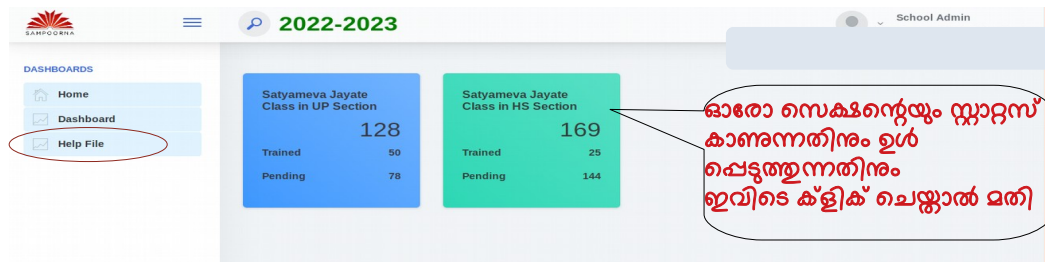 SAMPOORNA
2022-2023
School Admin
DASHBOARDS
Home
Dashboard
Help File
Satyameva Jayate
Class in UP Section
128
Trained 50
Pending 78
Satyameva Jayate
Class in HS Section
169
Trained 25
Pending 144
ഓരോ സെക്ഷന്റെയും സ്റ്റാറ്റസ്
കാണുന്നതിനും ഉൾ
പ്പെടുത്തുന്നതിനും
ഇവിടെ ക്ളിക് ചെയ്താൽ മതി